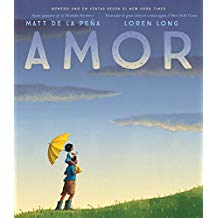 NÚMERO UNO EN VENTAS SEGÚN EL NEW YORK TIMES
Autor ganador de la Medalla Newbery
Ilustrador de gran éxito en ventas según el New York Times
MATT DE LA PEÑA
LOREN LONG
AMOR